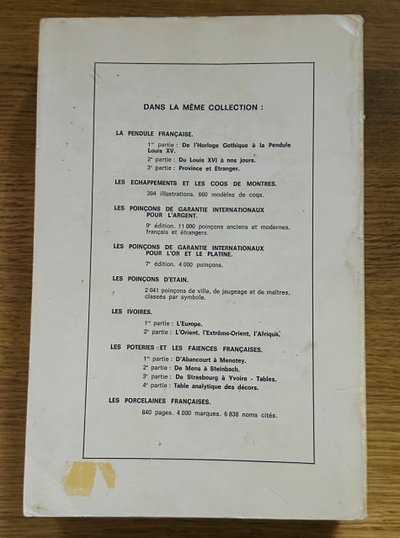 DANS LA MÊME COLLECTION :
LA PENDULE FRANÇAISE.
1re partie : De l'Horloge Gothique à la Pendule
Louis XV.
2e partie : Du Louis XVI à nos jours.
3e partie : Province et Etranger.
LES ECHAPPEMENTS ET LES COQS DE MONTRES.
394 illustrations. 660 modèles de coqs.
LES POINÇONS DE GARANTIE INTERNATIONAUX
POUR L'ARGENT.
9e édition. 11 000 poinçons anciens et modernes,
français et étrangers.
LES POINÇONS DE GARANTIE INTERNATIONAUX
POUR L'OR ET LE PLATINE.
7e édition. 4 000 poinçons.
LES POINÇONS D'ETAIN.
2 041 poinçons de ville, de jaugeage et de maîtres,
classés par symbole.
LES IVOIRES.
1re partie : L'Europe.
2e partie : L'Orient, l'Extrême-Orient, l'Afrique.
LES POTERIES ET LES FAIENCES FRANÇAISES.
1re partie : D'Abancourt à Menetey.
2e partie : De Mens à Steinbach.
3e partie : De Strasbourg à Yvoire - Tables.
4e partie : Table analytique des décors.
LES PORCELAINES FRANÇAISES.
840 pages. 4 000 marques. 6 838 noms cités.